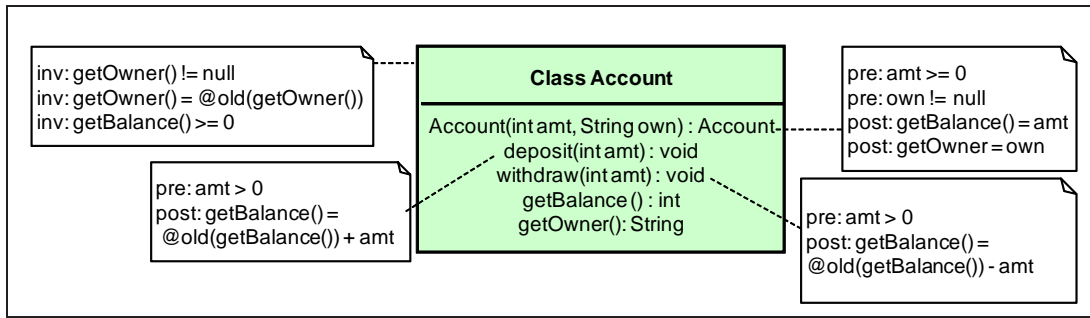 inv: getOwner() != null
inv: getOwner() = @old(getOwner())
inv: getBalance() >= 0
Class Account
Account(int amt, String own) : Account
deposit(int amt) : void
withdraw(int amt) : void
getBalance () : int
getOwner(): String
pre: amt >= 0
pre: own != null
post: getBalance() = amt
post: getOwner = own
pre: amt > 0
post: getBalance() =
@old(getBalance()) + amt
pre: amt > 0
post: getBalance() =
@old(getBalance()) - amt